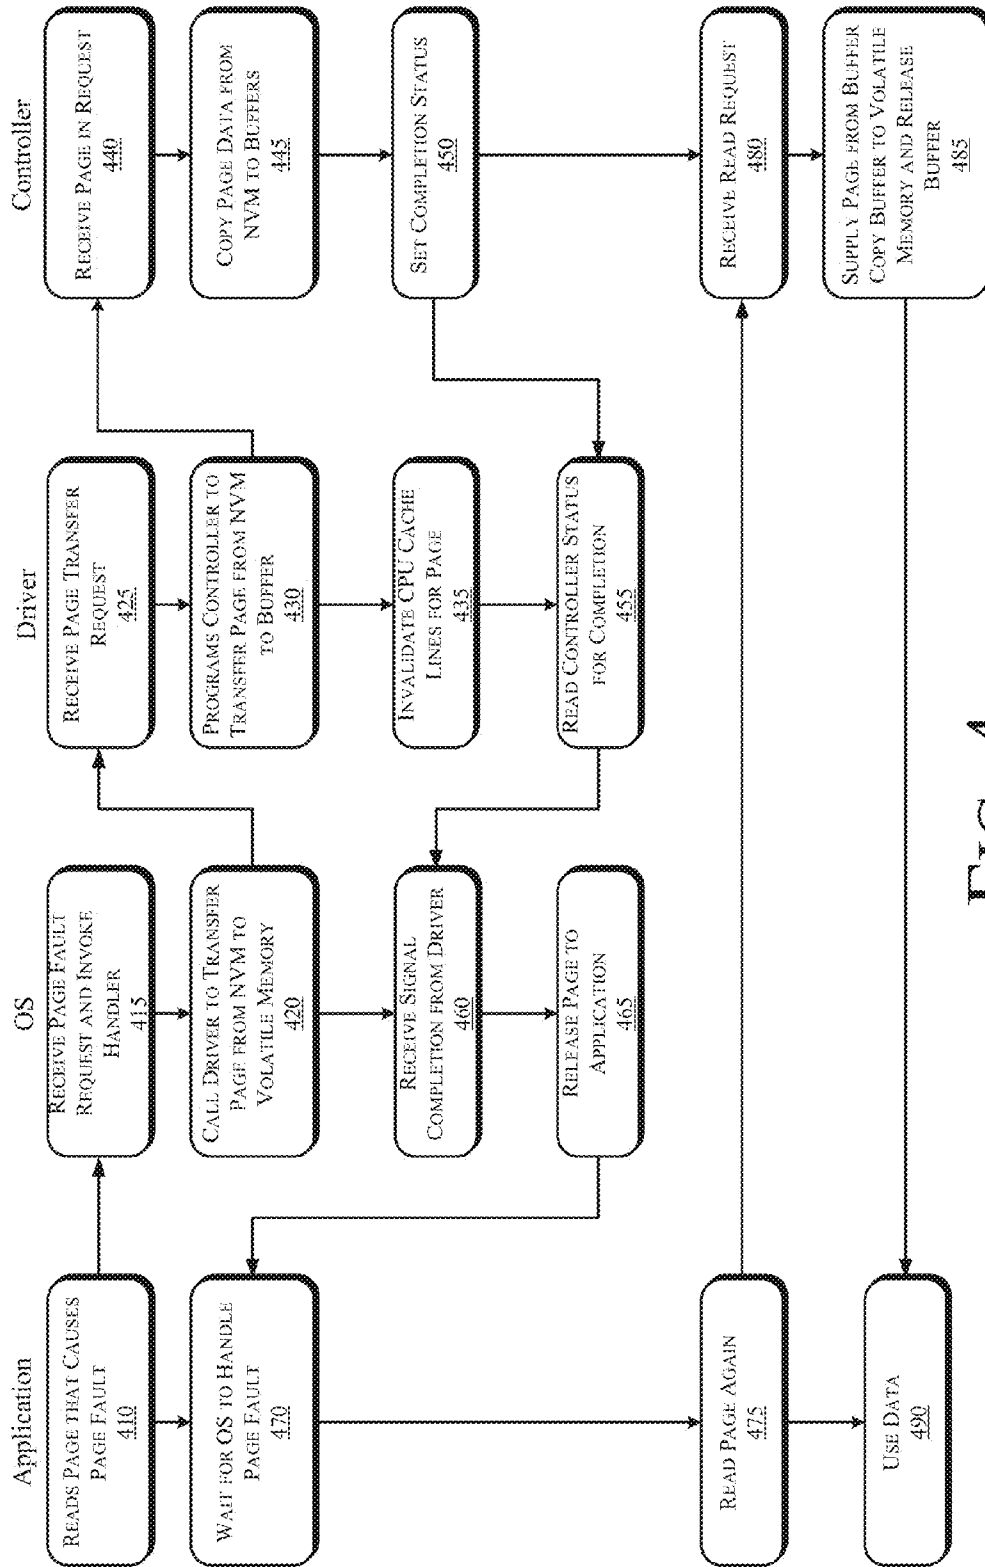 Application
READS PAGE THAT CAUSES
PAGE FAULT
410
WAIT FOR OS TO HANDLE
PAGE FAULT
470
READ PAGE AGAIN
475
USE DATA
490
OS
RECEIVE PAGE FAULT
REQUEST AND INVOKE
HANDLER
415
CALL DRIVER TO TRANSFER
PAGE FROM NVM TO
VOLATILE MEMORY
420
RECEIVE SIGNAL
COMPLETION FROM DRIVER
460
RELEASE PAGE TO
APPLICATION
465
Driver
RECEIVE PAGE TRANSFER
REQUEST
425
PROGRAMS CONTROLLER TO
TRANSFER PAGE FROM NVM
TO BUFFER
430
INVALIDATE CPU CACHE
LINES FOR PAGE
435
READ CONTROLLER STATUS
FOR COMPLETION
455
Controller
RECEIVE PAGE IN REQUEST
440
COPY PAGE DATA FROM
NVM TO BUFFERS
445
SET COMPLETION STATUS
450
RECEIVE READ REQUEST
480
SUPPLY PAGE FROM BUFFER
COPY BUFFER TO VOLATILE
MEMORY AND RELEASE
BUFFER
485
FIG. 4